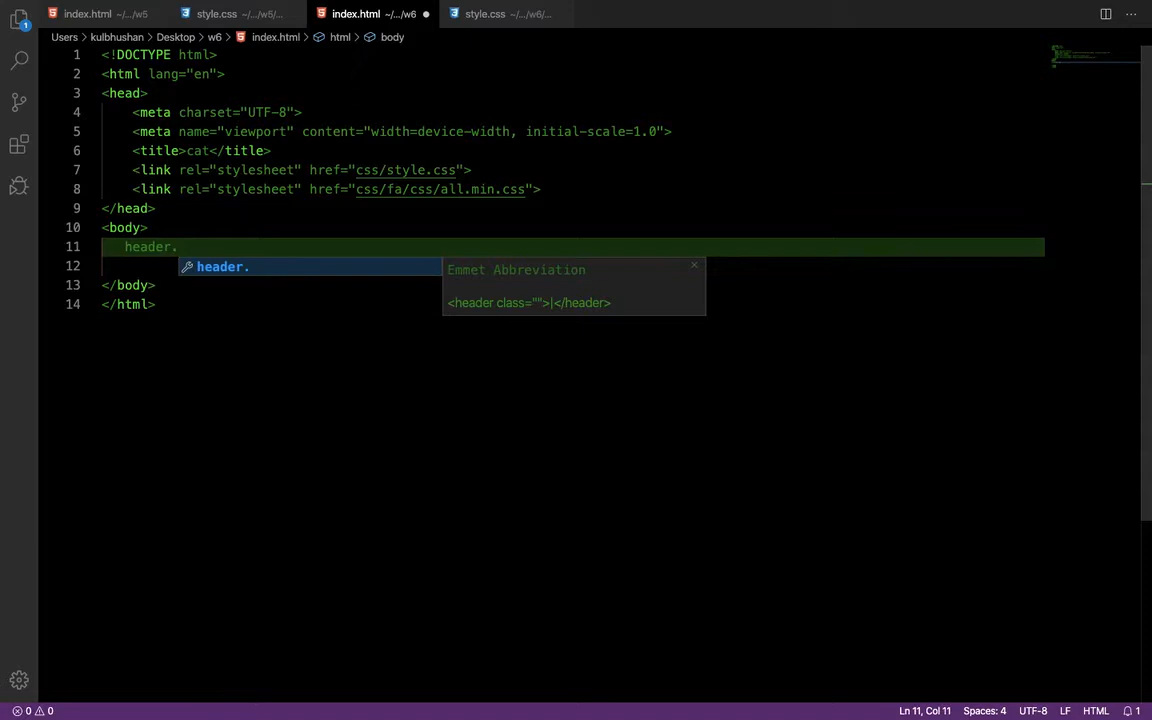 index.html ~/.../w5 style.css ~/.../w5/... index.html ~/.../w6 style.css ~/.../w6/...
Users > kulbhushan > Desktop > w6 > index.html > html > body
1 <!DOCTYPE html>
2 <html lang="en">
3 <head>
4 <meta charset="UTF-8">
5 <meta name="viewport" content="width=device-width, initial-scale=1.0">
6 <title>cat</title>
7 <link rel="stylesheet" href="css/style.css">
8 <link rel="stylesheet" href="css/fa/css/all.min.css">
9 </head>
10 <body>
11 header.
12 header. Emmet Abbreviation
<header class="">|</header>
13 </body>
14 </html>
1
0 0 Ln 11, Col 11 Spaces: 4 UTF-8 LF HTML 1